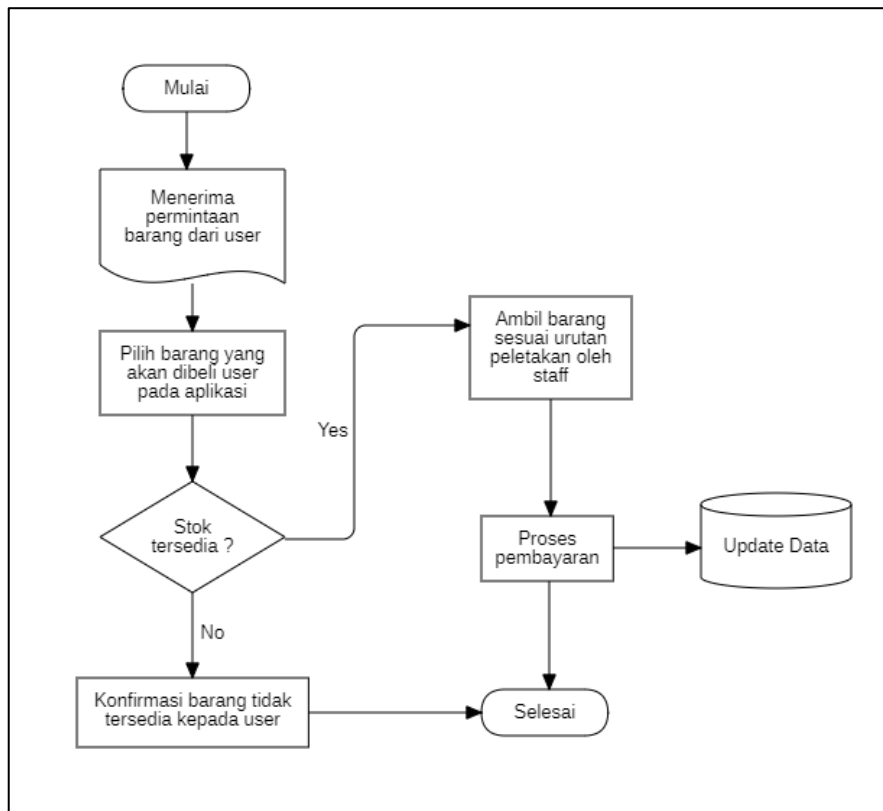 Mulai
Menerima
permintaan
barang dari user
Pilih barang yang
akan dibeli user
pada aplikasi
Stok
tersedia ?
Yes
No
Konfirmasi barang tidak
tersedia kepada user
Ambil barang
sesuai urutan
peletakan oleh
staff
Proses
pembayaran
Update Data
Selesai